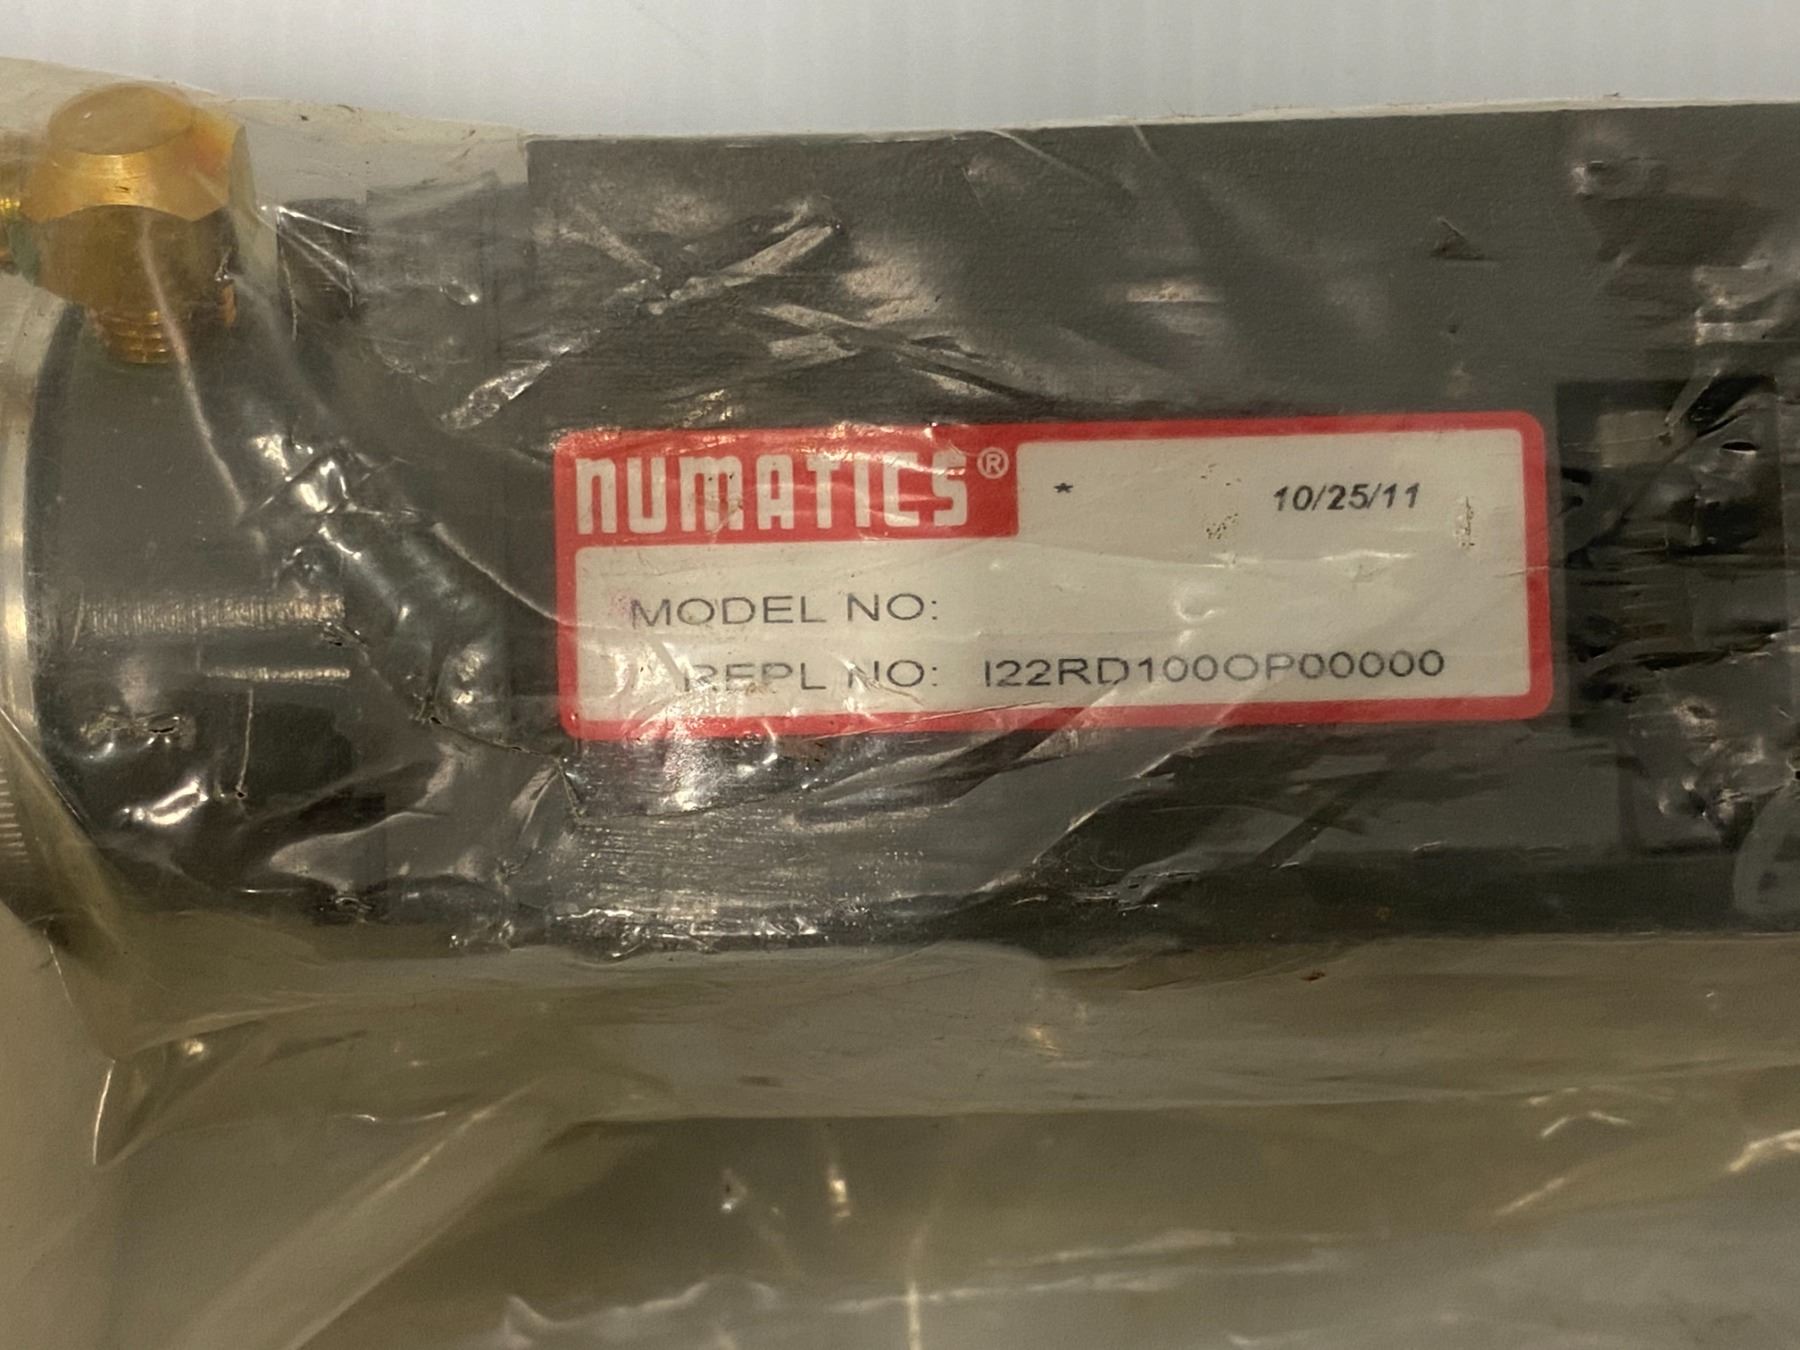 NUMATICS®
* 10/25/11
MODEL NO:
REPL NO: I22RD100OP00000